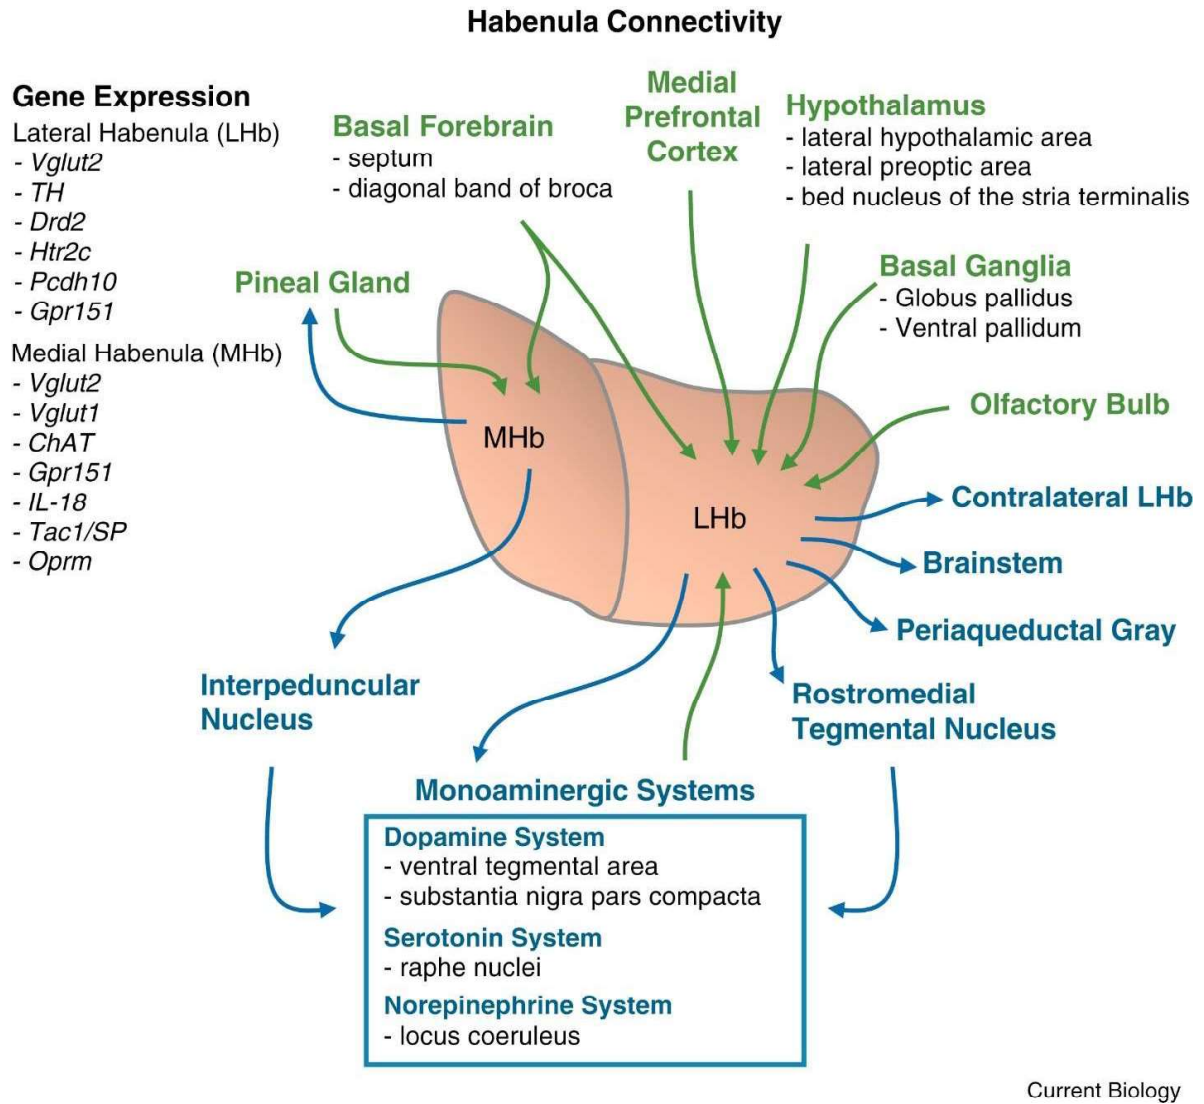 Habenula Connectivity
Gene Expression
Lateral Habenula (LHb)
- Vglut2
- TH
- Drd2
- Htr2c
- Pcdh10
- Gpr151
Medial Habenula (MHb)
- Vglut2
- Vglut1
- ChAT
- Gpr151
- IL-18
- Tac1/SP
- Oprm
Basal Forebrain
- septum
- diagonal band of broca
Medial
Prefrontal
Cortex
Hypothalamus
- lateral hypothalamic area
- lateral preoptic area
- bed nucleus of the stria terminalis
Pineal Gland
Basal Ganglia
- Globus pallidus
- Ventral pallidum
Olfactory Bulb
MHb
LHb
Contralateral LHb
Brainstem
Periaqueductal Gray
Interpeduncular
Nucleus
Rostromedial
Tegmental Nucleus
Monoaminergic Systems
Dopamine System
- ventral tegmental area
- substantia nigra pars compacta
Serotonin System
- raphe nuclei
Norepinephrine System
- locus coeruleus
Current Biology